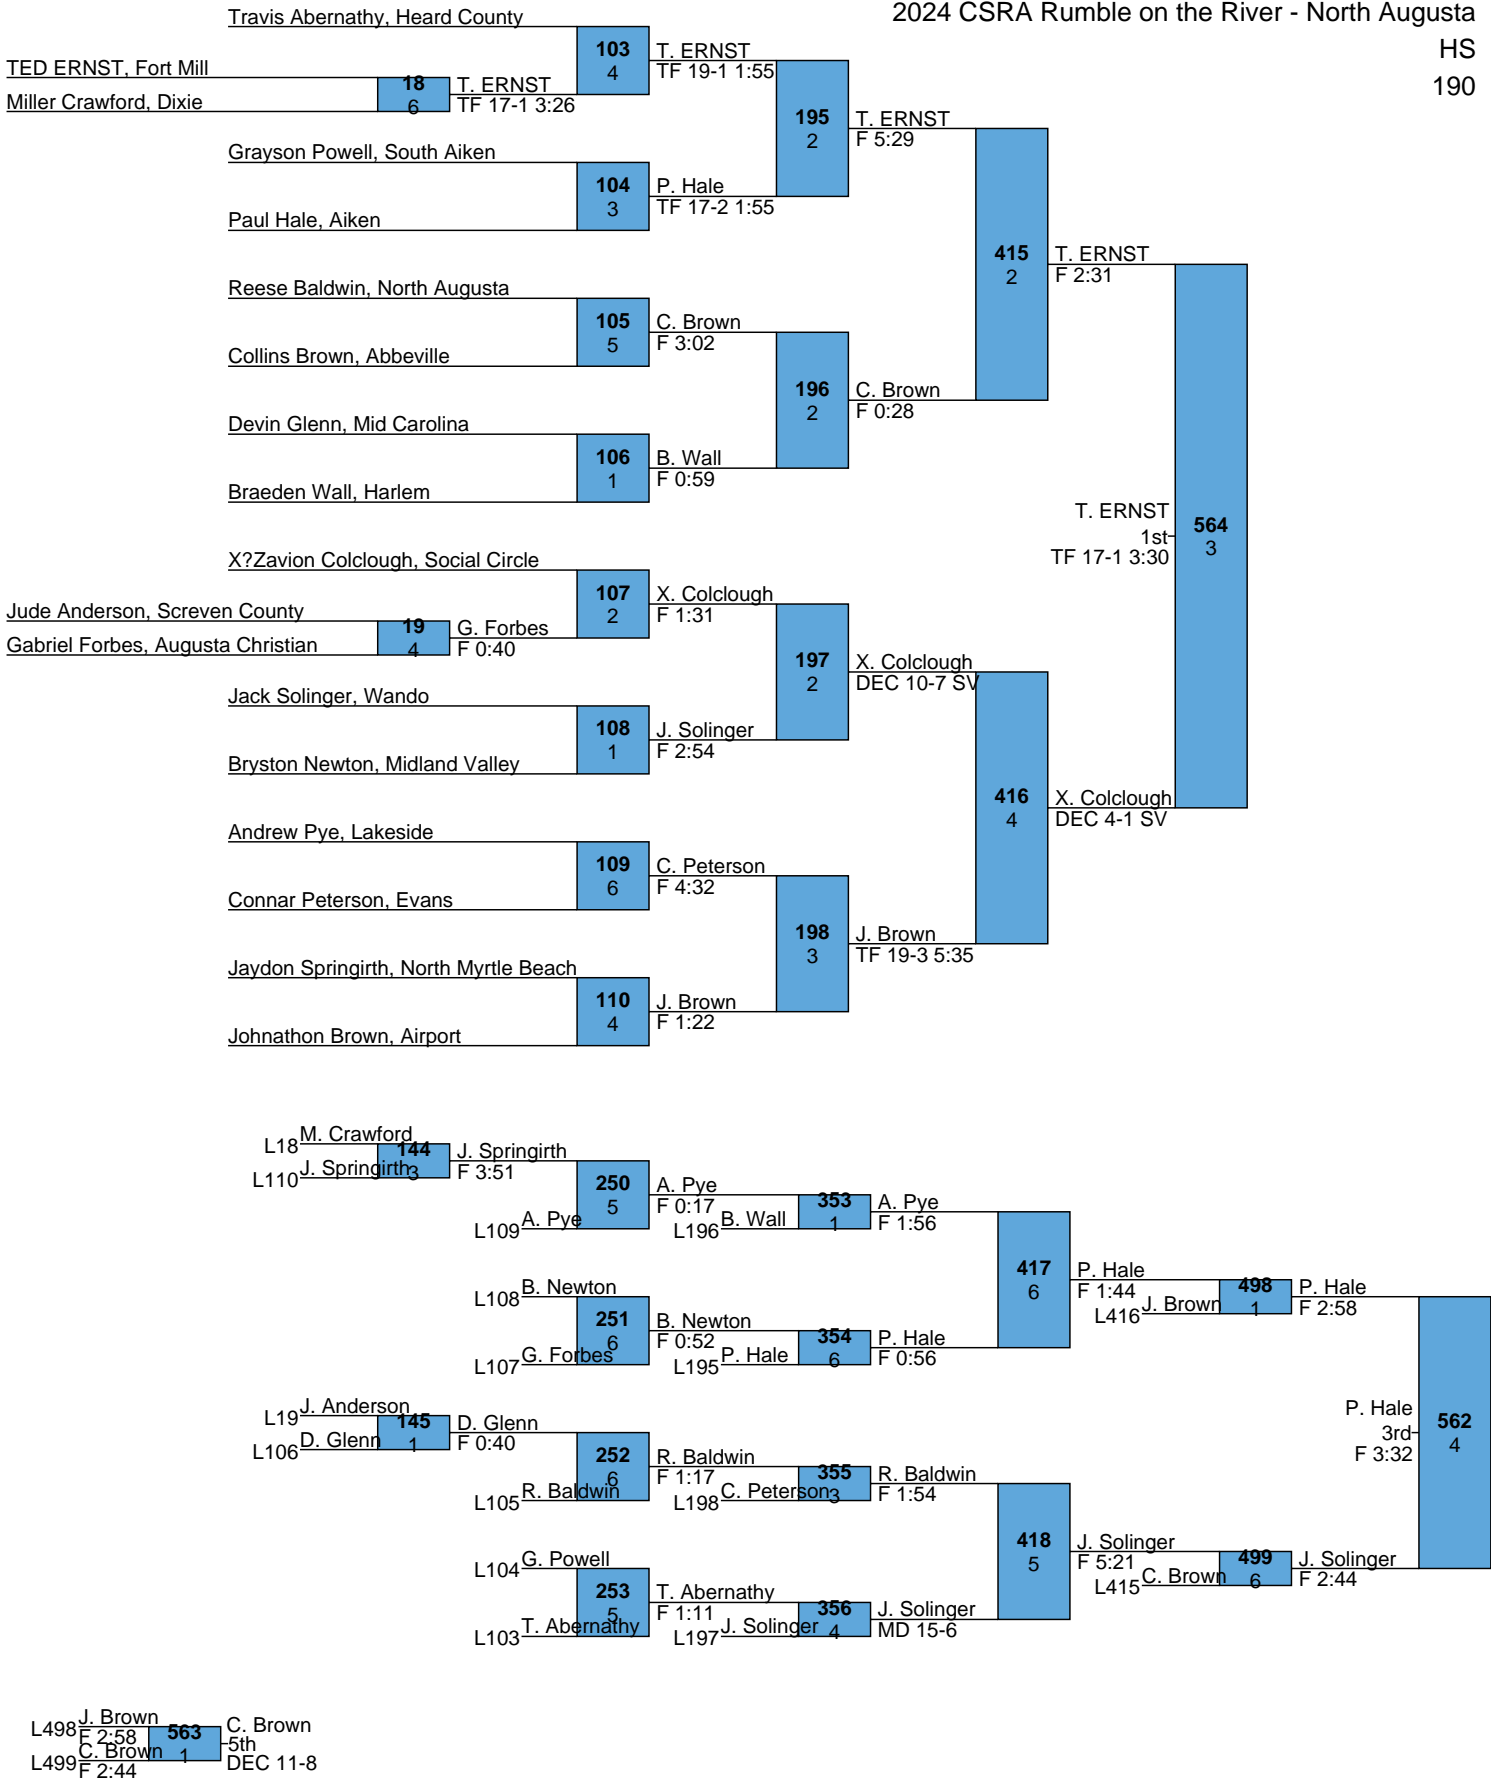 2024 CSRA Rumble on the River - North Augusta
HS
190
Travis Abernathy, Heard County
103
4
T. ERNST
TF 19-1 1:55
TED ERNST, Fort Mill
Miller Crawford, Dixie
18
6
T. ERNST
TF 17-1 3:26
195
2
T. ERNST
F 5:29
Grayson Powell, South Aiken
Paul Hale, Aiken
104
3
P. Hale
TF 17-2 1:55
415
2
T. ERNST
F 2:31
Reese Baldwin, North Augusta
Collins Brown, Abbeville
105
5
C. Brown
F 3:02
196
2
C. Brown
F 0:28
Devin Glenn, Mid Carolina
Braeden Wall, Harlem
106
1
B. Wall
F 0:59
T. ERNST
1st
TF 17-1 3:30
564
3
X?Zavion Colclough, Social Circle
107
2
X. Colclough
F 1:31
Jude Anderson, Screven County
Gabriel Forbes, Augusta Christian
19
4
G. Forbes
F 0:40
197
2
X. Colclough
DEC 10-7 SV
Jack Solinger, Wando
Bryston Newton, Midland Valley
108
1
J. Solinger
F 2:54
416
4
X. Colclough
DEC 4-1 SV
Andrew Pye, Lakeside
Connar Peterson, Evans
109
6
C. Peterson
F 4:32
198
3
J. Brown
TF 19-3 5:35
Jaydon Springirth, North Myrtle Beach
Johnathon Brown, Airport
110
4
J. Brown
F 1:22
L18 M. Crawford
L110 J. Springirth
144
3
J. Springirth
F 3:51
250
5
L109 A. Pye
A. Pye
F 0:17
L196 B. Wall
353
1
A. Pye
F 1:56
417
6
P. Hale
F 1:44
L416 J. Brown
498
1
P. Hale
F 2:58
L108 B. Newton
L107 G. Forbes
251
6
B. Newton
F 0:52
L195 P. Hale
354
6
P. Hale
F 0:56
L19 J. Anderson
L106 D. Glenn
145
1
D. Glenn
F 0:40
252
6
L105 R. Baldwin
R. Baldwin
F 1:17
L198 C. Peterson
355
3
R. Baldwin
F 1:54
P. Hale
3rd
F 3:32
562
4
418
5
J. Solinger
F 5:21
L415 C. Brown
499
6
J. Solinger
F 2:44
L104 G. Powell
L103 T. Abernathy
253
5
T. Abernathy
F 1:11
L197 J. Solinger
356
4
J. Solinger
MD 15-6
L498 J. Brown
F 2:58
L499 C. Brown
F 2:44
563
1
C. Brown
5th
DEC 11-8